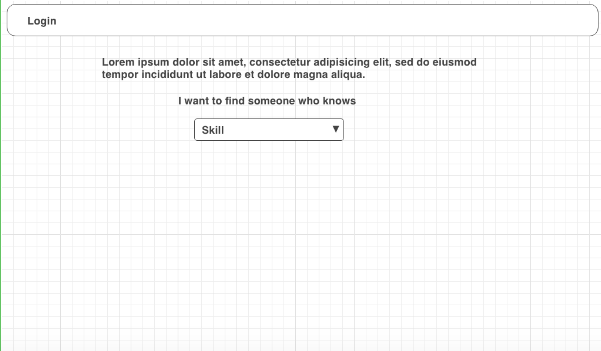 Login
Lorem ipsum dolor sit amet, consectetur adipisicing elit, sed do eiusmod
tempor incididunt ut labore et dolore magna aliqua.
I want to find someone who knows
Skill